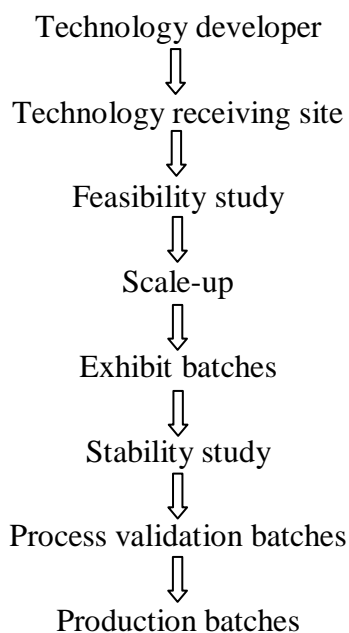 Technology developer
Technology receiving site
Feasibility study
Scale-up
Exhibit batches
Stability study
Process validation batches
Production batches